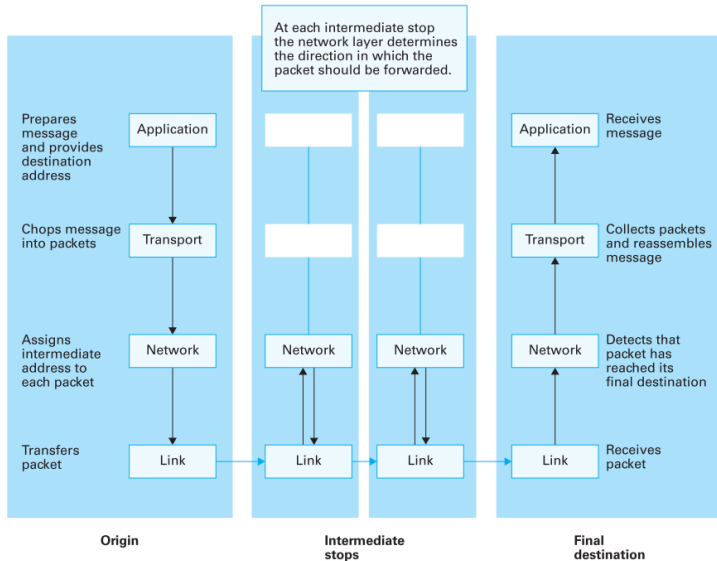 At each intermediate stop
the network layer determines
the direction in which the
packet should be forwarded.
Prepares
message
and provides
destination
address
Application
Application
Receives
message
Chops message
into packets
Transport
Transport
Collects packets
and reassembles
message
Assigns
intermediate
address to
each packet
Network
Network
Network
Network
Detects that
packet has
reached its
final destination
Transfers
packet
Link
Link
Link
Link
Receives
packet
Origin
Intermediate
stops
Final
destination